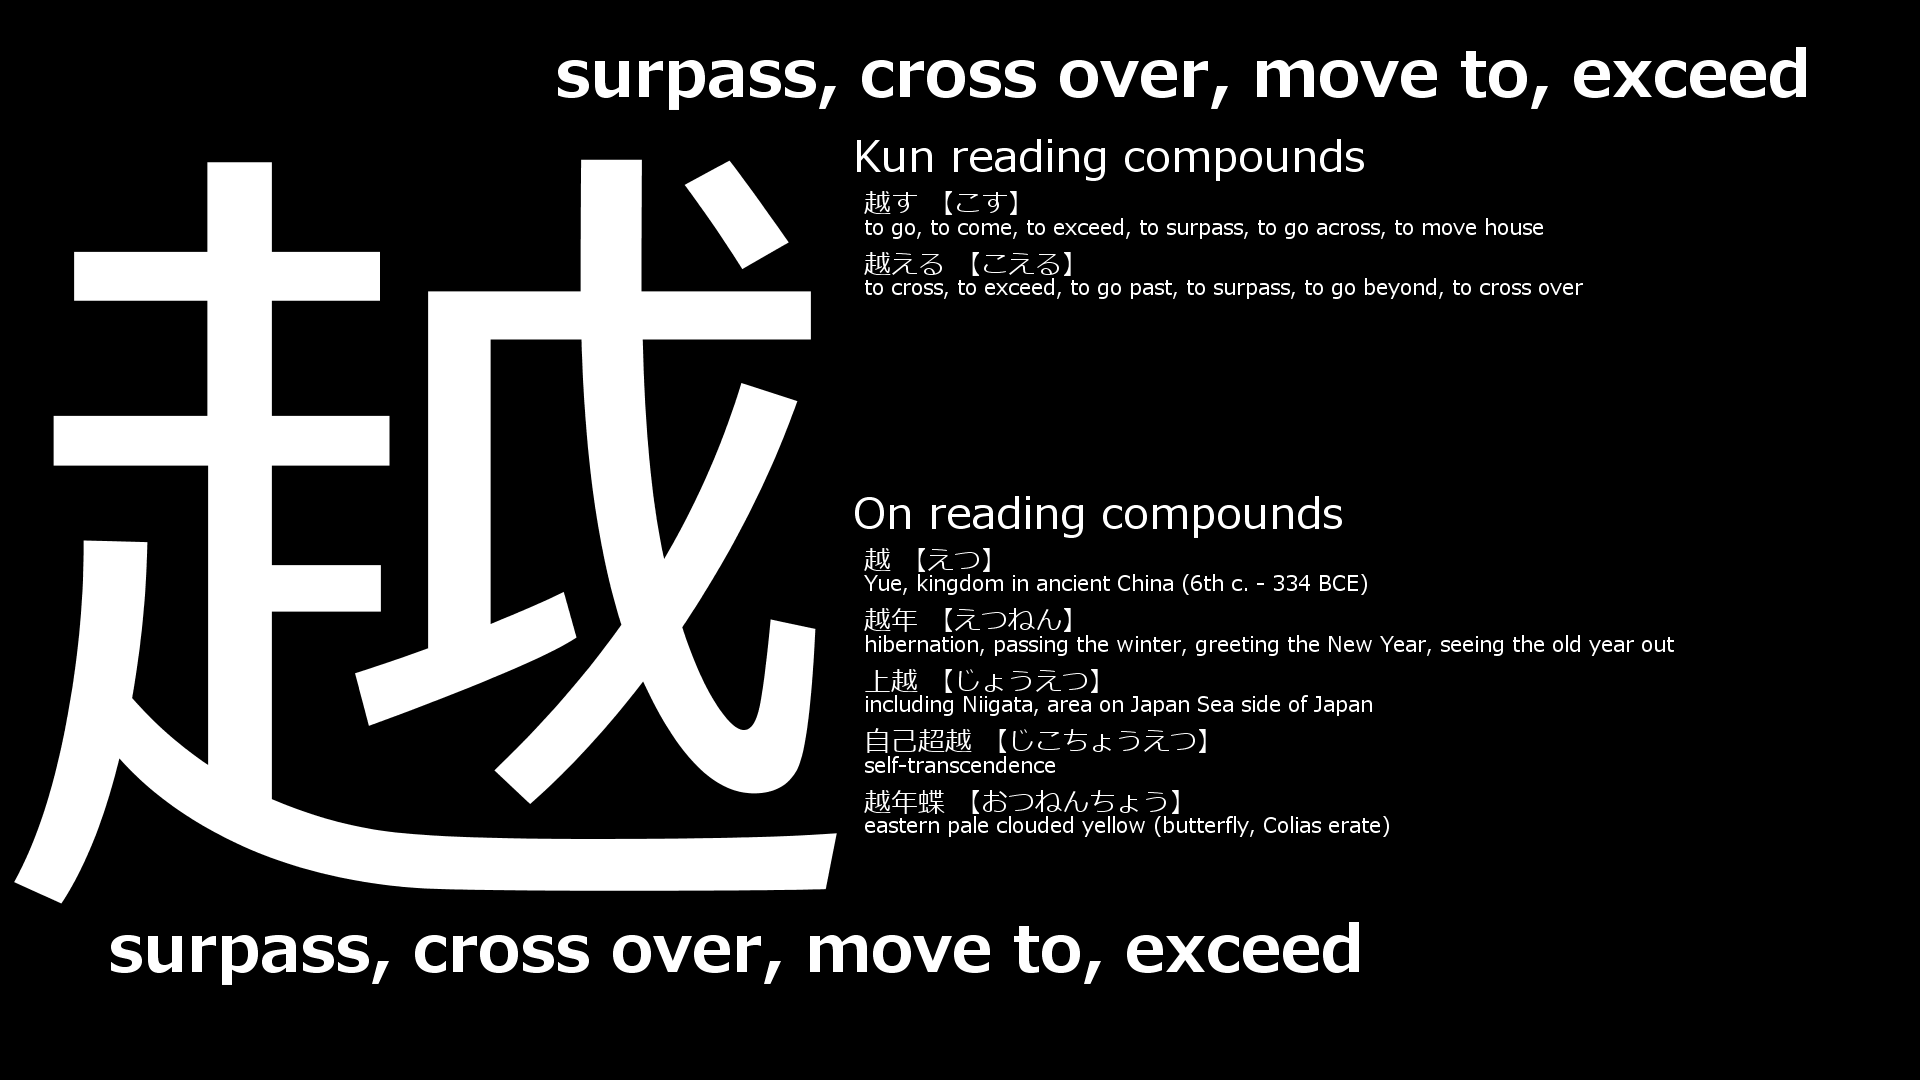 surpass, cross over, move to, exceed
越
Kun reading compounds
越す 【こす】
to go, to come, to exceed, to surpass, to go across, to move house
越える 【こえる】
to cross, to exceed, to go past, to surpass, to go beyond, to cross over
On reading compounds
越 【えつ】
Yue, kingdom in ancient China (6th c. - 334 BCE)
越年 【えつねん】
hibernation, passing the winter, greeting the New Year, seeing the old year out
上越 【じょうえつ】
including Niigata, area on Japan Sea side of Japan
自己超越 【じこちょうえつ】
self-transcendence
越年蝶 【おつねんちょう】
eastern pale clouded yellow (butterfly, Colias erate)
surpass, cross over, move to, exceed